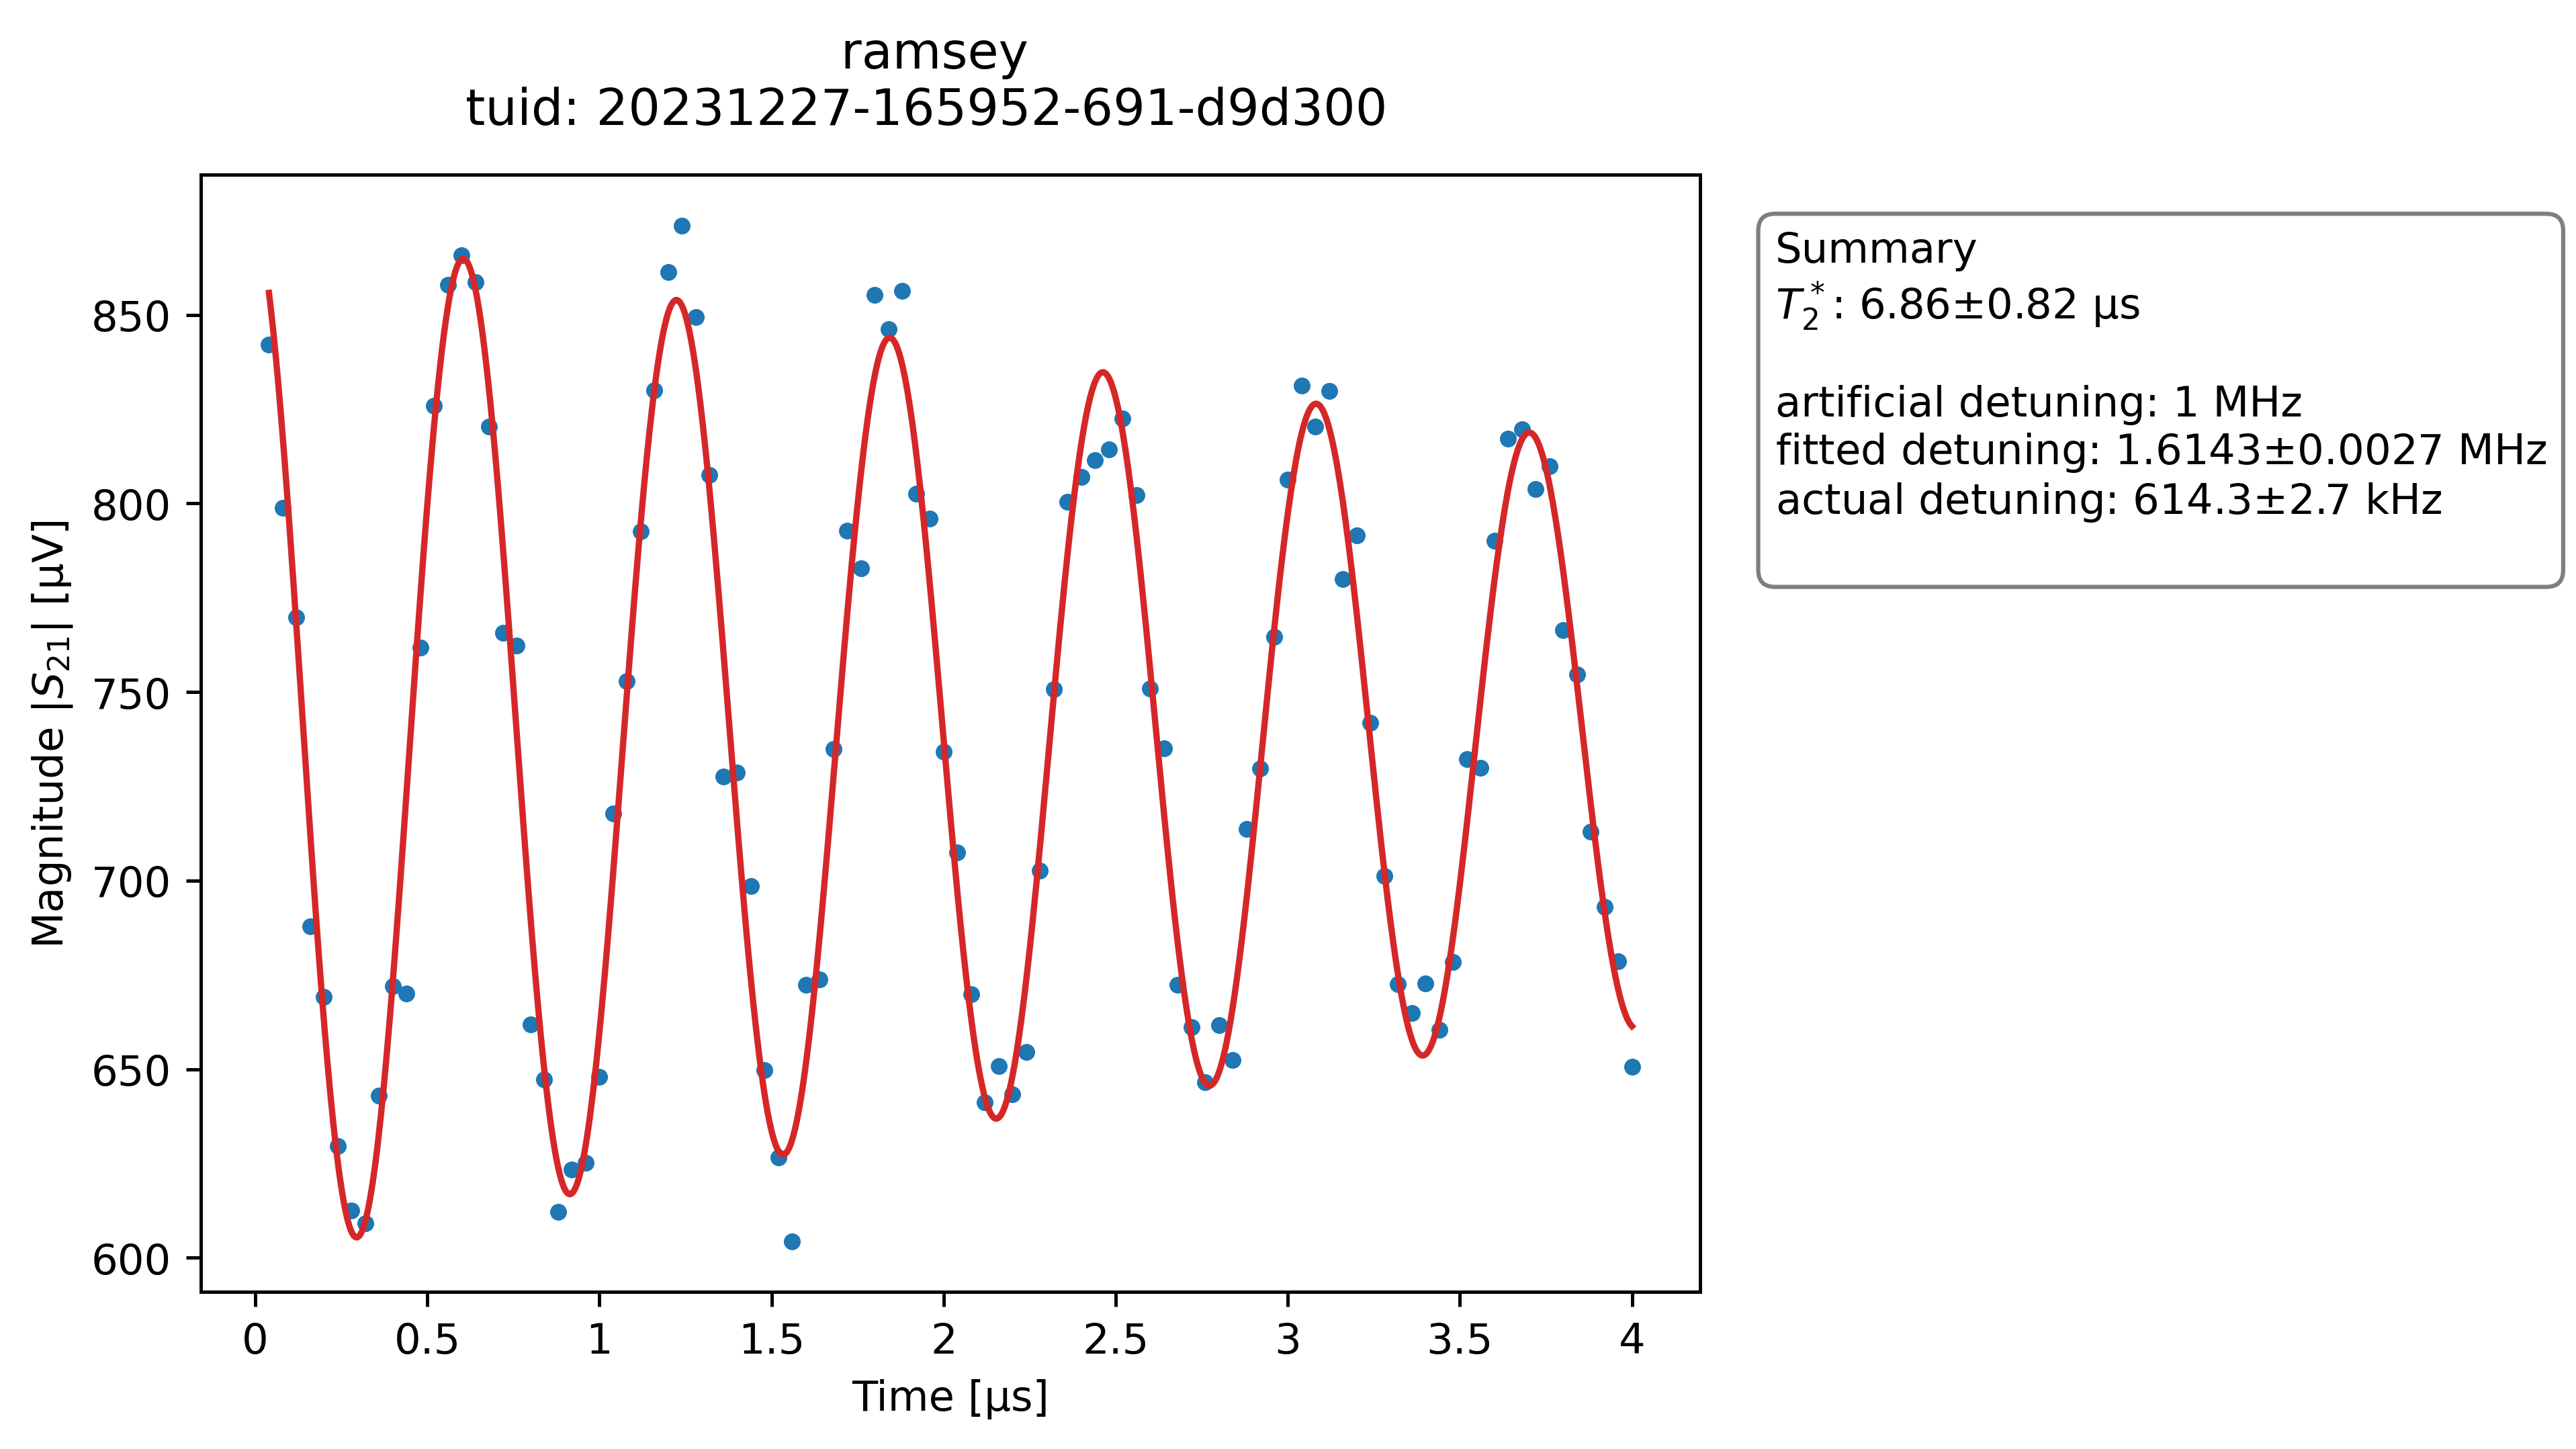 ramsey
tuid: 20231227-165952-691-d9d300
Magnitude |S₂₁| [µV]
850
800
750
700
650
600
0 0.5 1 1.5 2 2.5 3 3.5 4
Time [µs]
Summary
T₂*: 6.86±0.82 µs
artificial detuning: 1 MHz
fitted detuning: 1.6143±0.0027 MHz
actual detuning: 614.3±2.7 kHz